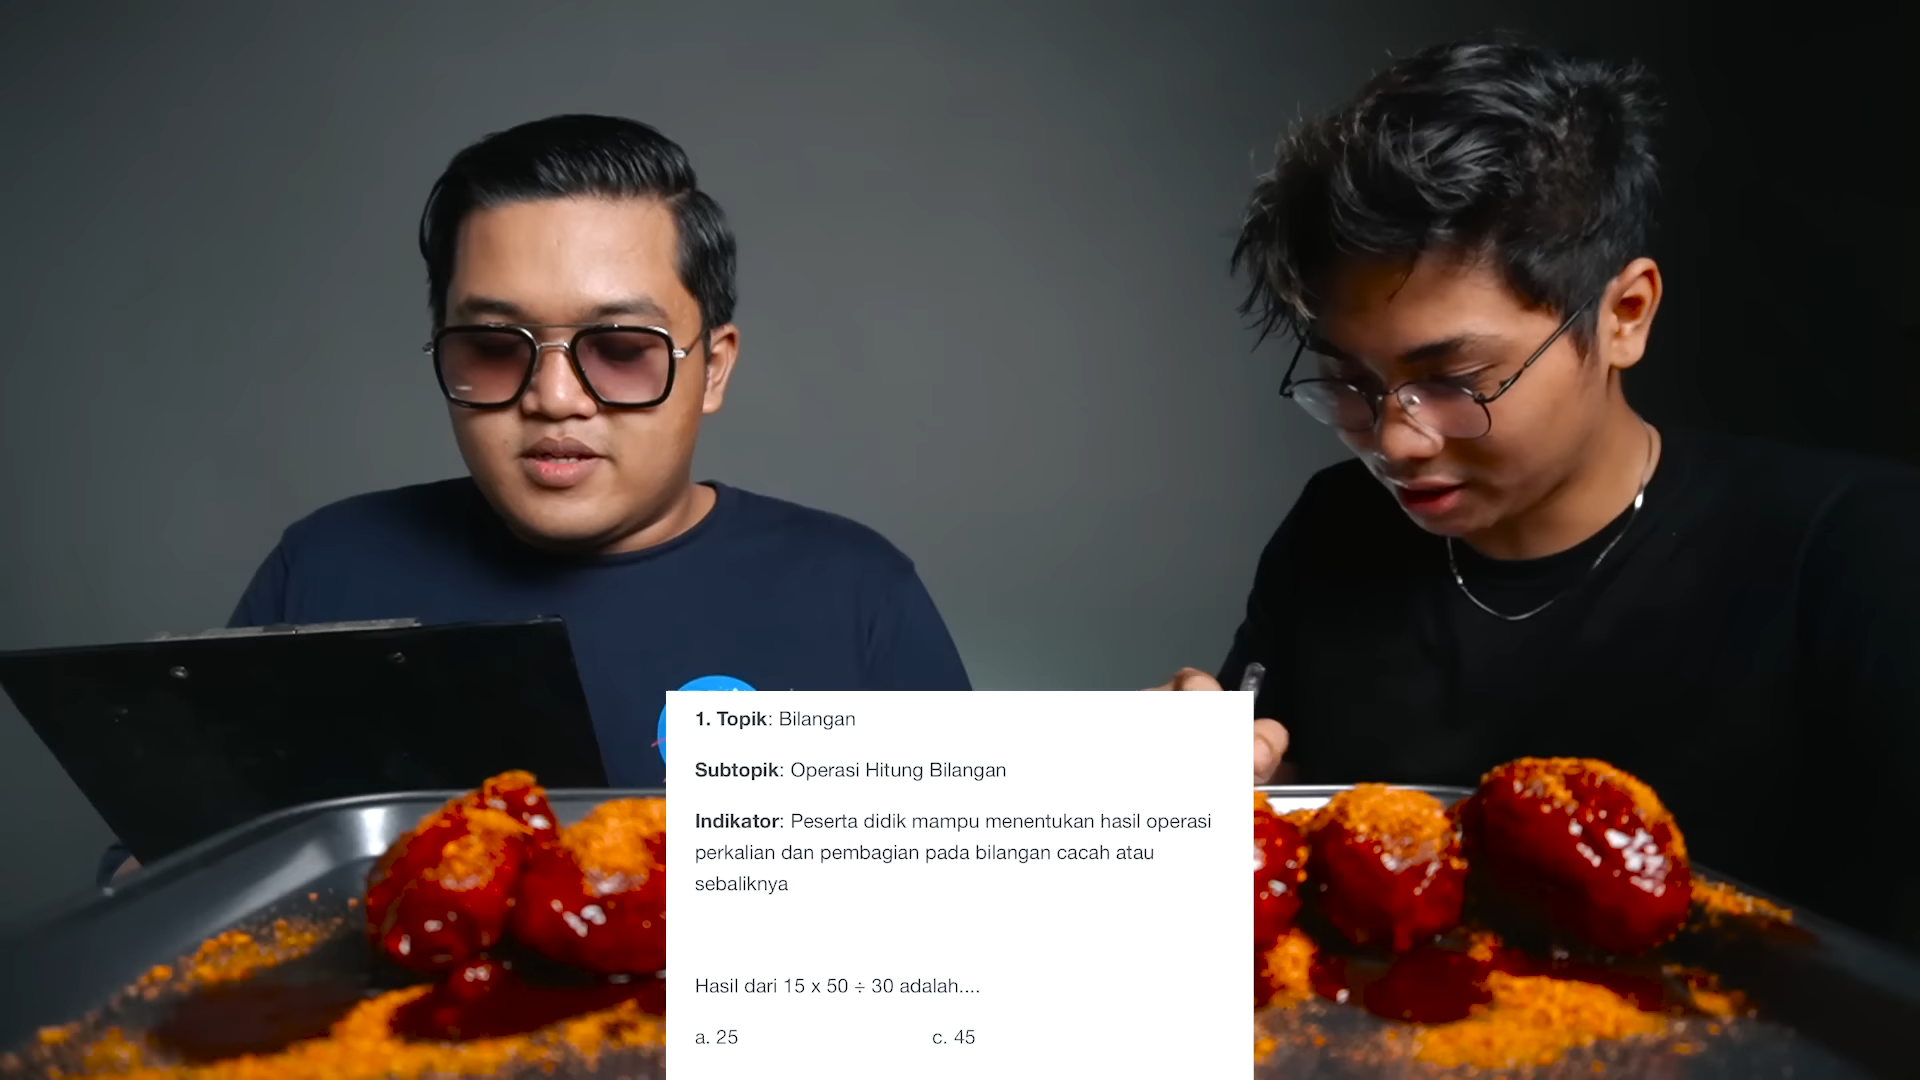 1. Topik: Bilangan
Subtopik: Operasi Hitung Bilangan
Indikator: Peserta didik mampu menentukan hasil operasi
perkalian dan pembagian pada bilangan cacah atau
sebaliknya
Hasil dari 15 x 50 ÷ 30 adalah....
a. 25 c. 45